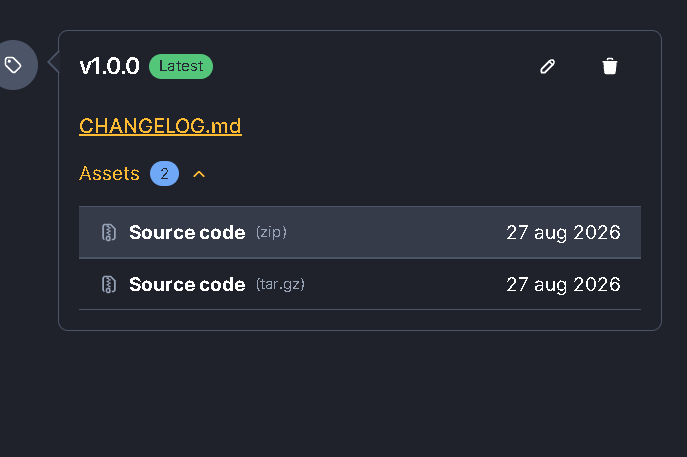 v1.0.0 Latest
CHANGELOG.md
Assets 2
Source code (zip) 27 aug 2026
Source code (tar.gz) 27 aug 2026